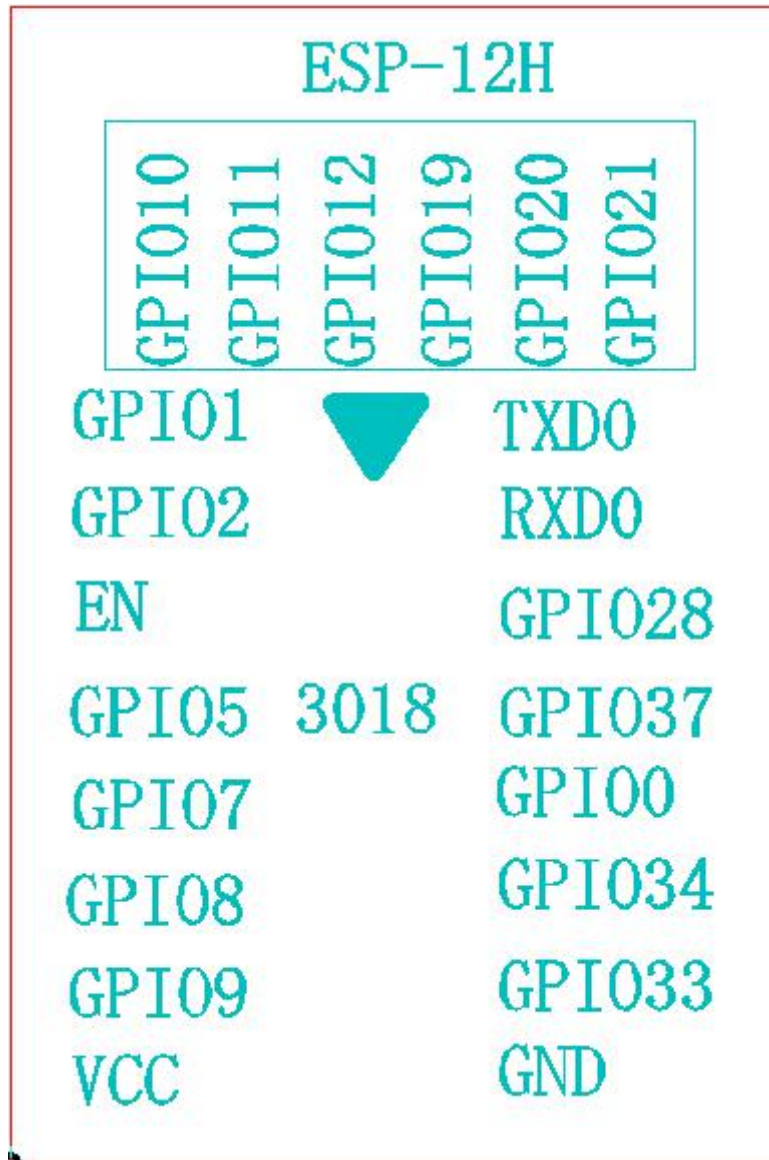 ESP-12H
GPIO10
GPIO11
GPIO12
GPIO19
GPIO20
GPIO21
GPIO1
TXD0
GPIO2
RXD0
EN
GPIO28
GPIO5
3018
GPIO37
GPIO7
GPIO0
GPIO8
GPIO34
GPIO9
GPIO33
VCC
GND